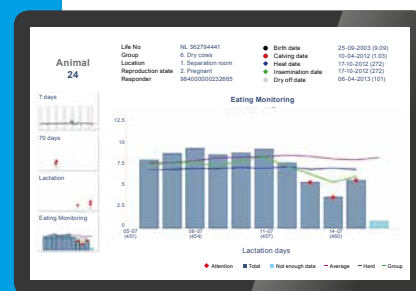 Animal
24
Life No NL 362794441
Group 6. Dry cows
Location 1. Separation room
Reproduction state 2. Pregnant
Responder 984000000232665
Birth date 25-09-2003 (9.09)
Calving date 10-04-2012 (1.03)
Heat date 17-10-2012 (272)
Insemination date 17-10-2012 (272)
Dry off date 06-04-2013 (101)
7 days
70 days
Lactation
Eating Monitoring
Eating Monitoring
12.5
10
7.5
5
2.5
0
05-07 08-07 11-07 14-07
(451) (454) (457) (460)
Lactation days
Attention Total Not enough data Average Herd Group